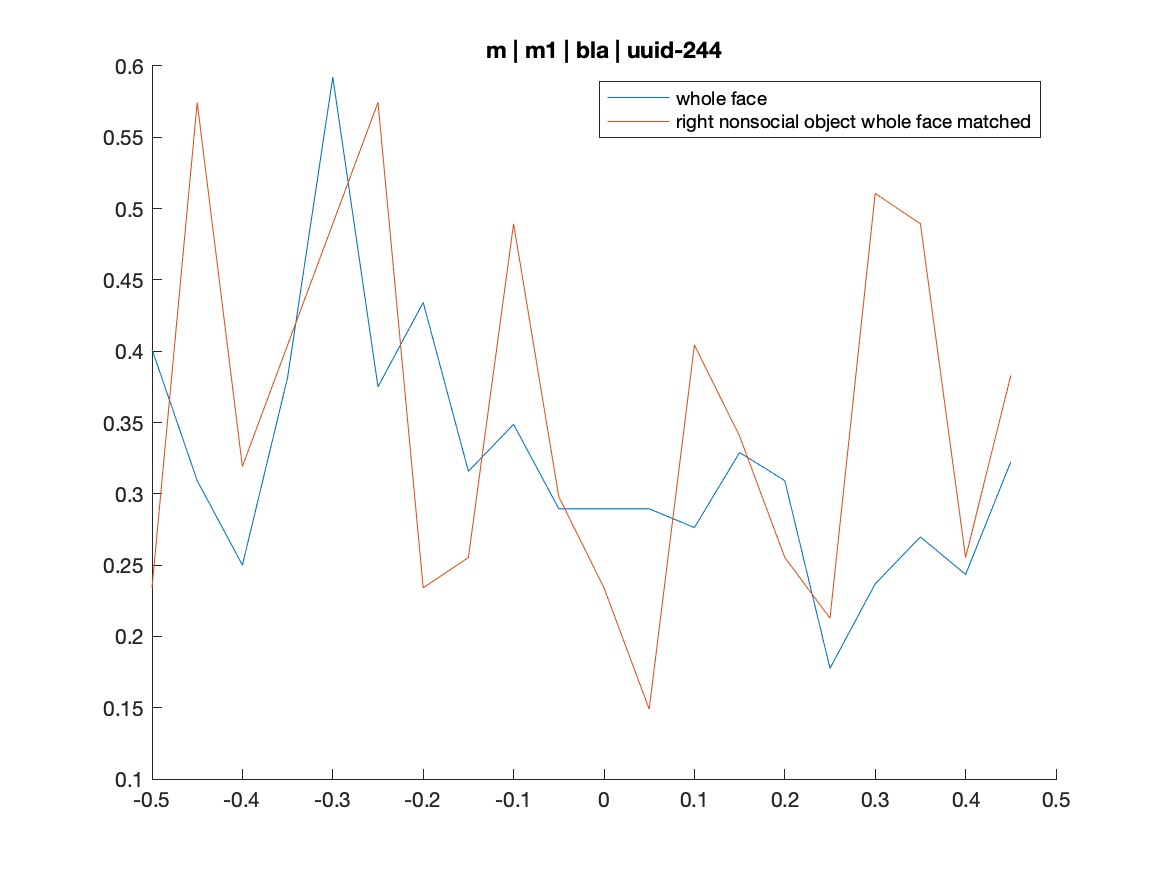 m | m1 | bla | uuid-244
whole face
right nonsocial object whole face matched
0.6
0.55
0.5
0.45
0.4
0.35
0.3
0.25
0.2
0.15
0.1
-0.5 -0.4 -0.3 -0.2 -0.1 0 0.1 0.2 0.3 0.4 0.5